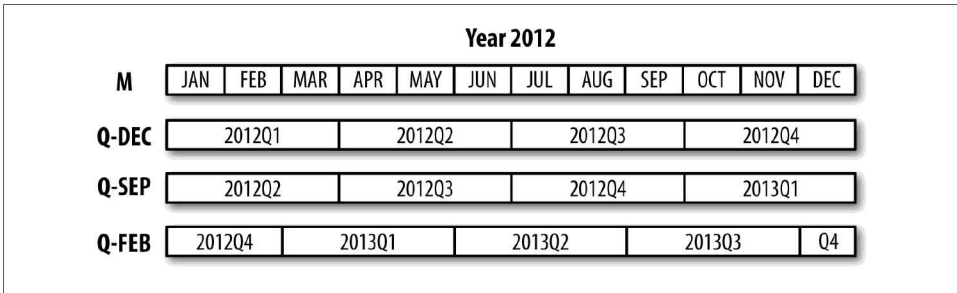 Year 2012
M JAN FEB MAR APR MAY JUN JUL AUG SEP OCT NOV DEC
Q-DEC 2012Q1 2012Q2 2012Q3 2012Q4
Q-SEP 2012Q2 2012Q3 2012Q4 2013Q1
Q-FEB 2012Q4 2013Q1 2013Q2 2013Q3 Q4